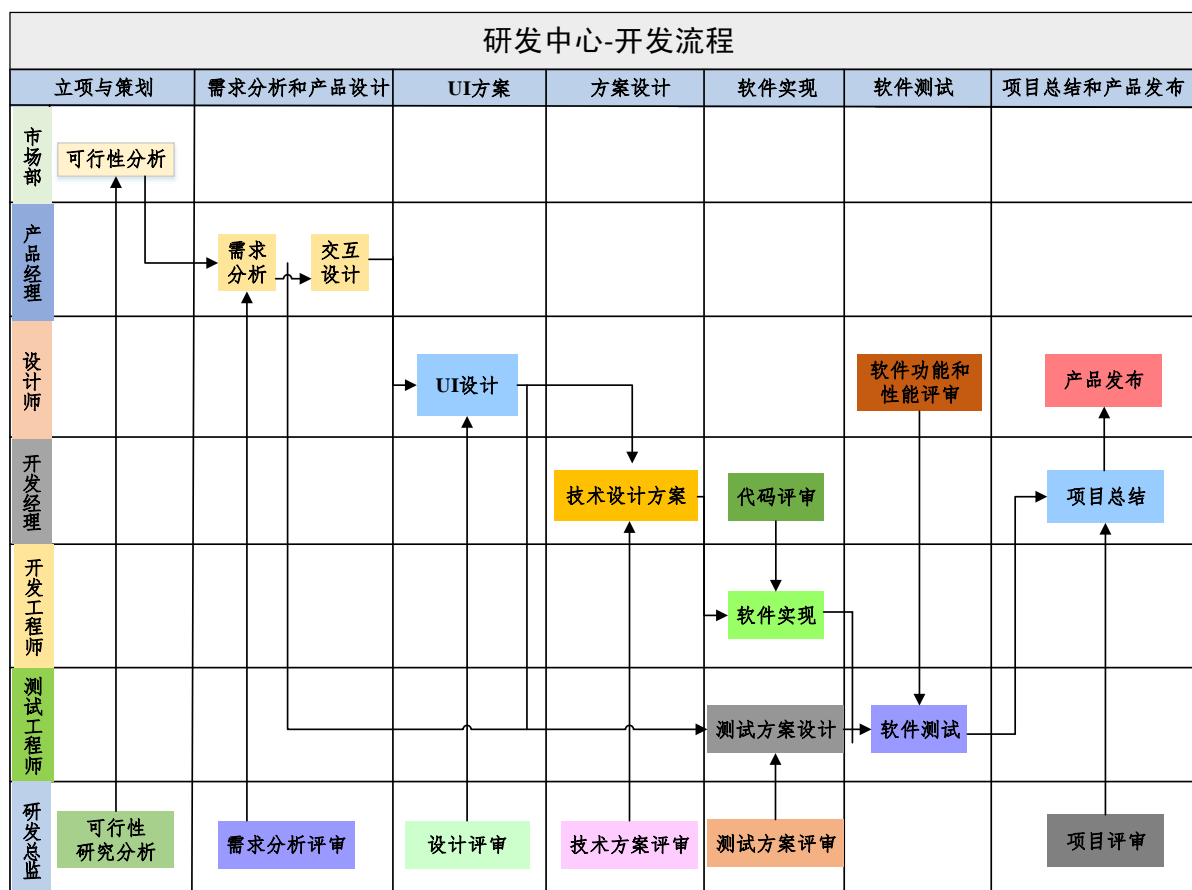 研发中心-开发流程
立项与策划
需求分析和产品设计
UI方案
方案设计
软件实现
软件测试
项目总结和产品发布
市场部
可行性分析
产品经理
需求
分析
交互
设计
设计师
UI设计
软件功能和
性能评审
产品发布
开发经理
技术设计方案
代码评审
项目总结
开发工程师
软件实现
测试工程师
测试方案设计
软件测试
研发总监
可行性
研究分析
需求分析评审
设计评审
技术方案评审
测试方案评审
项目评审